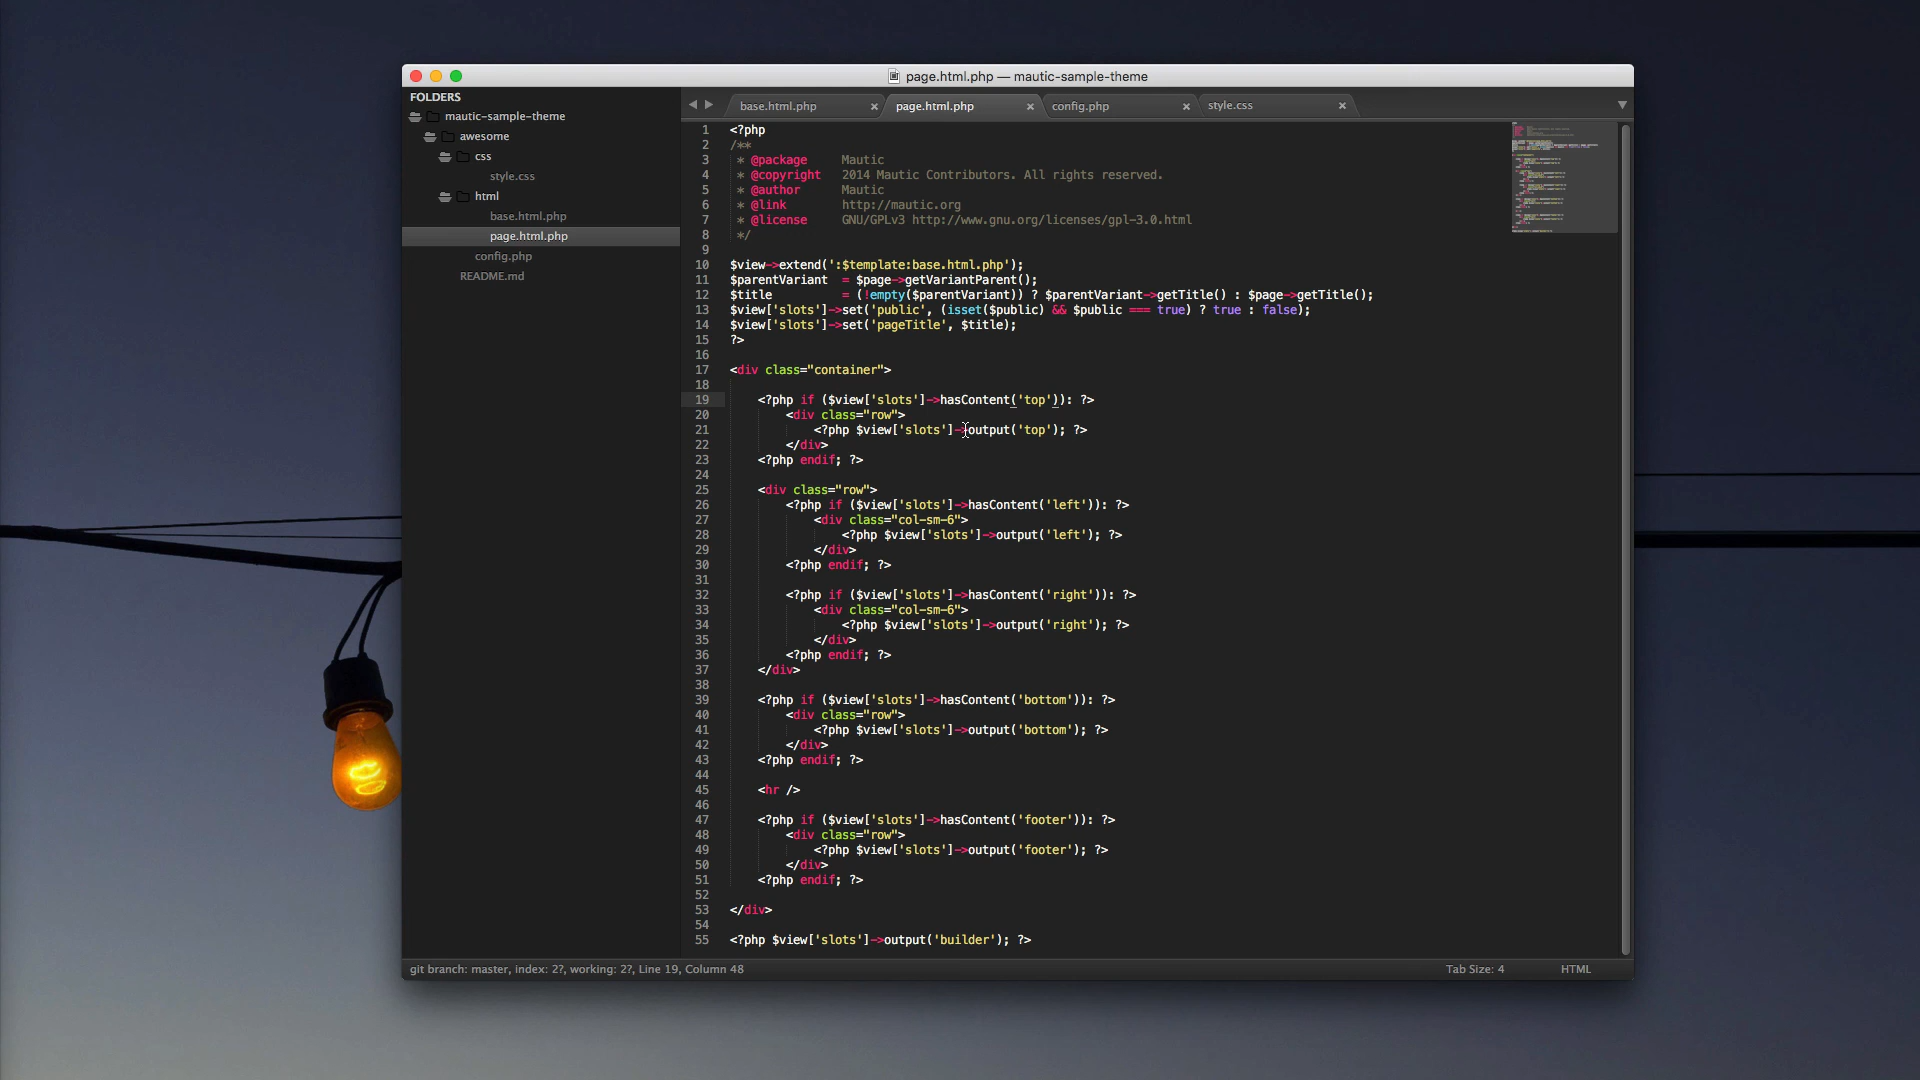 page.html.php — mautic-sample-theme
FOLDERS
mautic-sample-theme
awesome
css
style.css
html
base.html.php
page.html.php
config.php
README.md
base.html.php
page.html.php
config.php
style.css
1 <?php
2 /**
3  * @package    Mautic
4  * @copyright  2014 Mautic Contributors. All rights reserved.
5  * @author     Mautic
6  * @link       http://mautic.org
7  * @license    GNU/GPLv3 http://www.gnu.org/licenses/gpl-3.0.html
8  */
9
10 $view->extend(':$template:base.html.php');
11 $parentVariant  = $page->getVariantParent();
12 $title          = (!empty($parentVariant)) ? $parentVariant->getTitle() : $page->getTitle();
13 $view['slots']->set('public', (isset($public) && $public === true) ? true : false);
14 $view['slots']->set('pageTitle', $title);
15 ?>
16
17 <div class="container">
18
19     <?php if ($view['slots']->hasContent('top')): ?>
20         <div class="row">
21             <?php $view['slots']->output('top'); ?>
22         </div>
23     <?php endif; ?>
24
25     <div class="row">
26         <?php if ($view['slots']->hasContent('left')): ?>
27             <div class="col-sm-6">
28                 <?php $view['slots']->output('left'); ?>
29             </div>
30         <?php endif; ?>
31
32         <?php if ($view['slots']->hasContent('right')): ?>
33             <div class="col-sm-6">
34                 <?php $view['slots']->output('right'); ?>
35             </div>
36         <?php endif; ?>
37     </div>
38
39     <?php if ($view['slots']->hasContent('bottom')): ?>
40         <div class="row">
41             <?php $view['slots']->output('bottom'); ?>
42         </div>
43     <?php endif; ?>
44
45     <hr />
46
47     <?php if ($view['slots']->hasContent('footer')): ?>
48         <div class="row">
49             <?php $view['slots']->output('footer'); ?>
50         </div>
51     <?php endif; ?>
52
53 </div>
54
55 <?php $view['slots']->output('builder'); ?>
git branch: master, index: 2?, working: 2?, Line 19, Column 48
Tab Size: 4
HTML